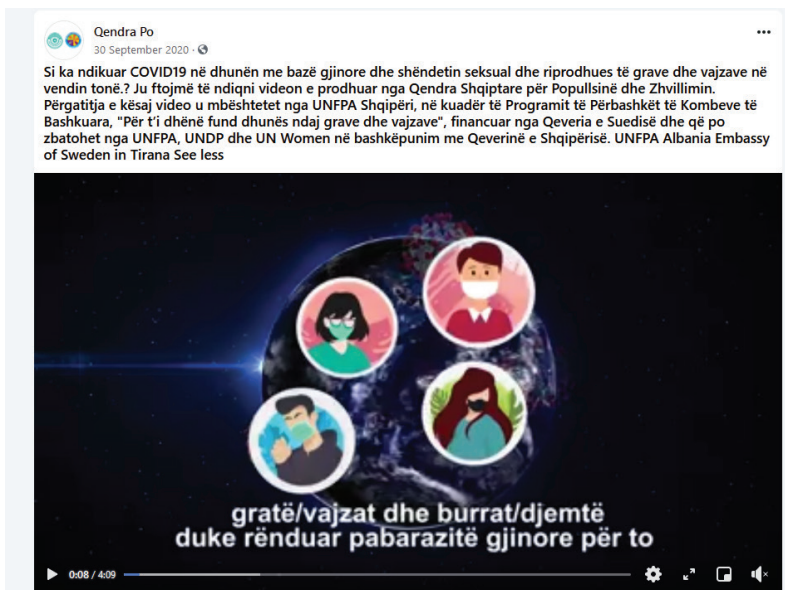 Qendra Po
30 September 2020 ·
Si ka ndikuar COVID19 në dhunën me bazë gjinore dhe shëndetin seksual dhe riprodhues të grave dhe vajzave në
vendin tonë.? Ju ftojmë të ndiqni videon e prodhuar nga Qendra Shqiptare për Popullsinë dhe Zhvillimin.
Përgatitja e kësaj video u mbështetet nga UNFPA Shqipëri, në kuadër të Programit të Përbashkët të Kombeve të
Bashkuara, "Për t'i dhënë fund dhunës ndaj grave dhe vajzave", financuar nga Qeveria e Suedisë dhe që po
zbatohet nga UNFPA, UNDP dhe UN Women në bashkëpunim me Qeverinë e Shqipërisë. UNFPA Albania Embassy
of Sweden in Tirana See less
gratë/vajzat dhe burrat/djemtë
duke rënduar pabarazitë gjinore për to
0:08 / 4:09